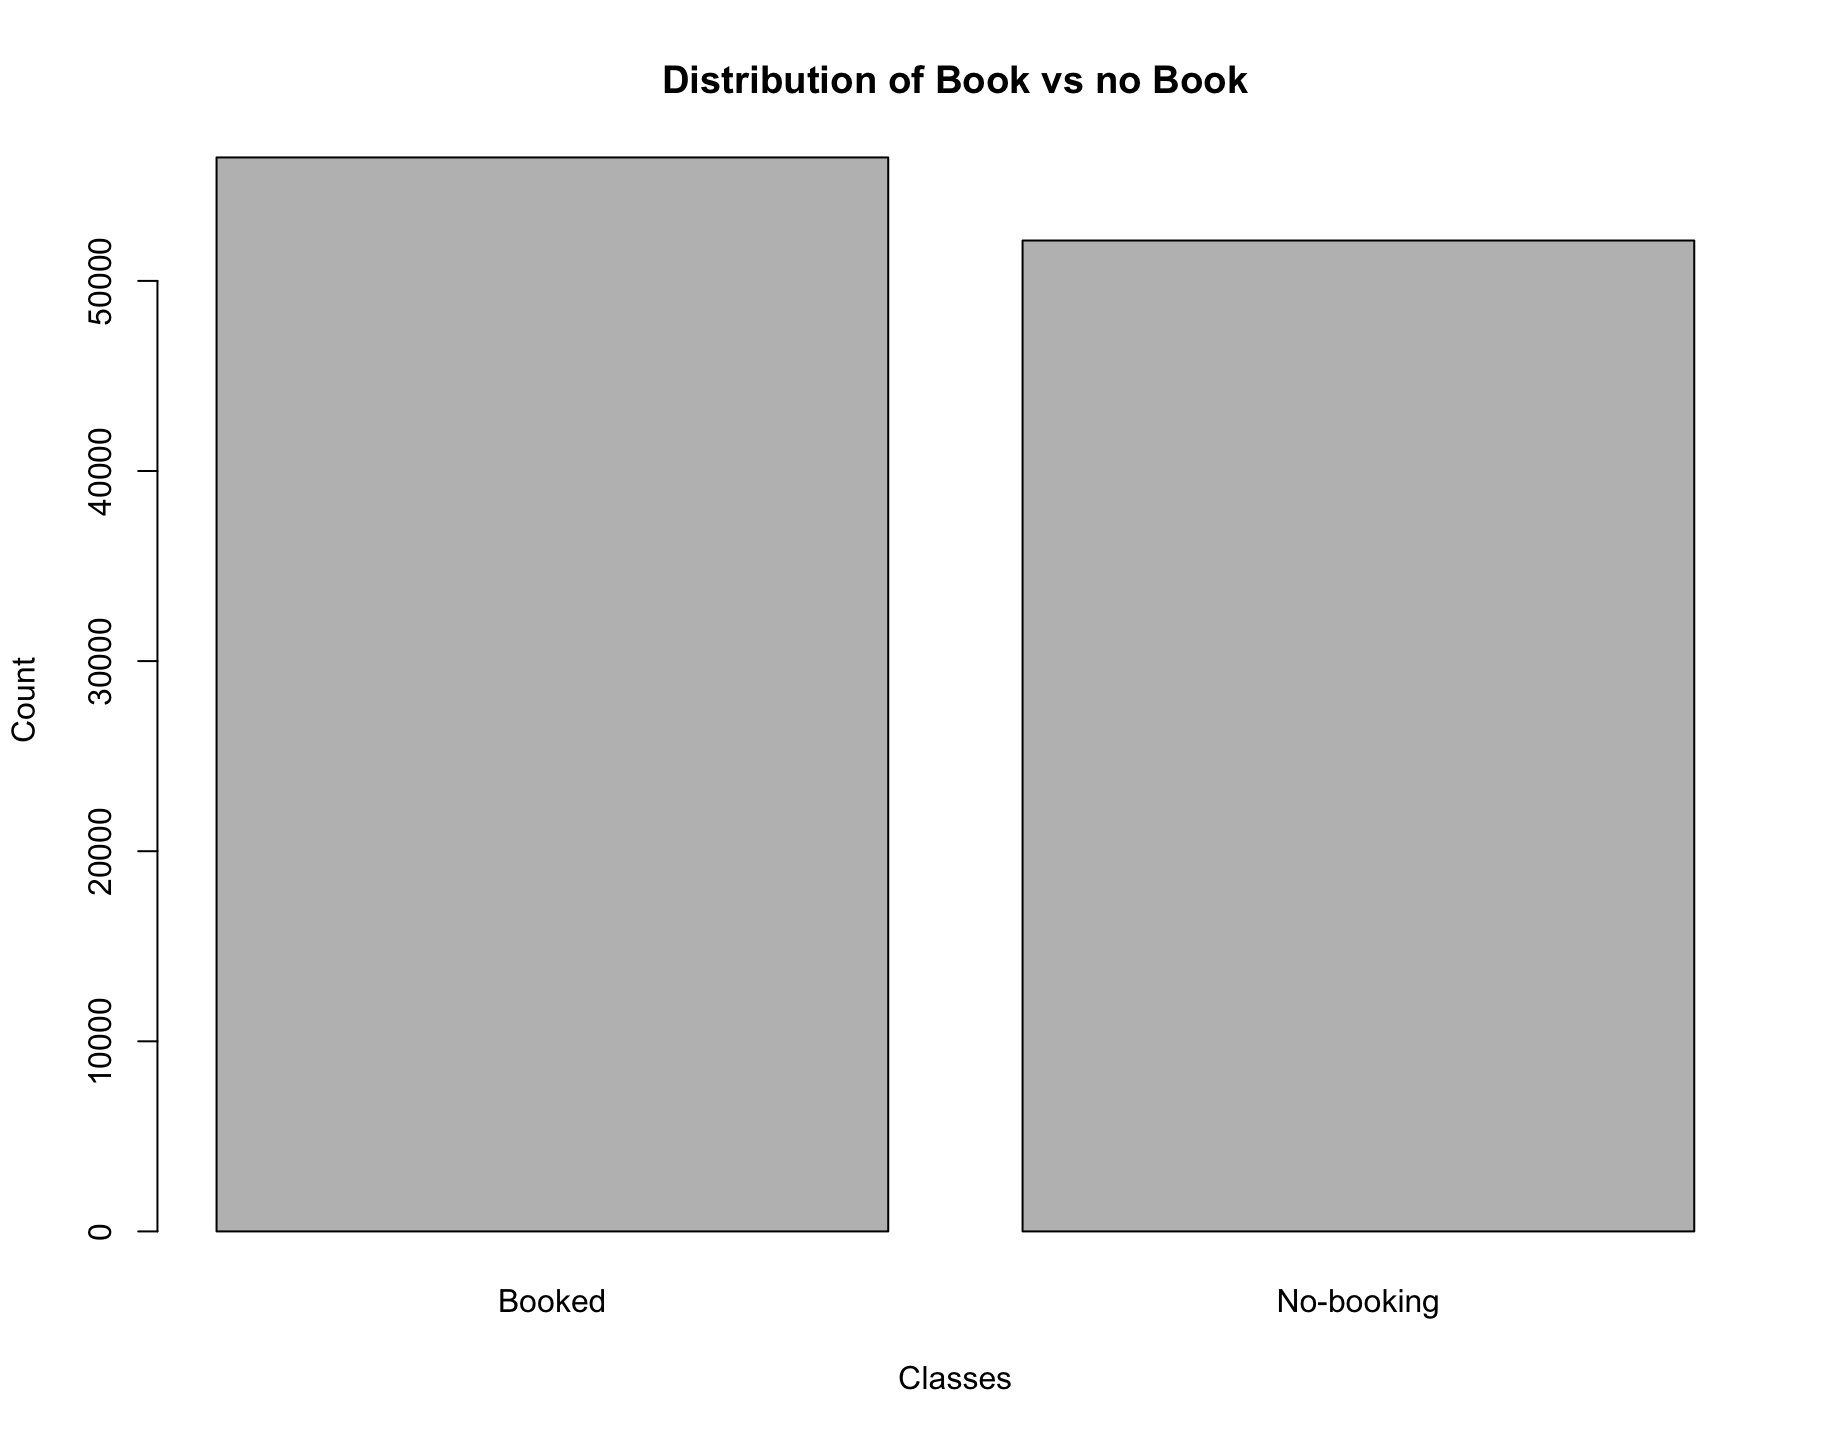 Distribution of Book vs no Book
Count
50000
40000
30000
20000
10000
0
Booked
No-booking
Classes